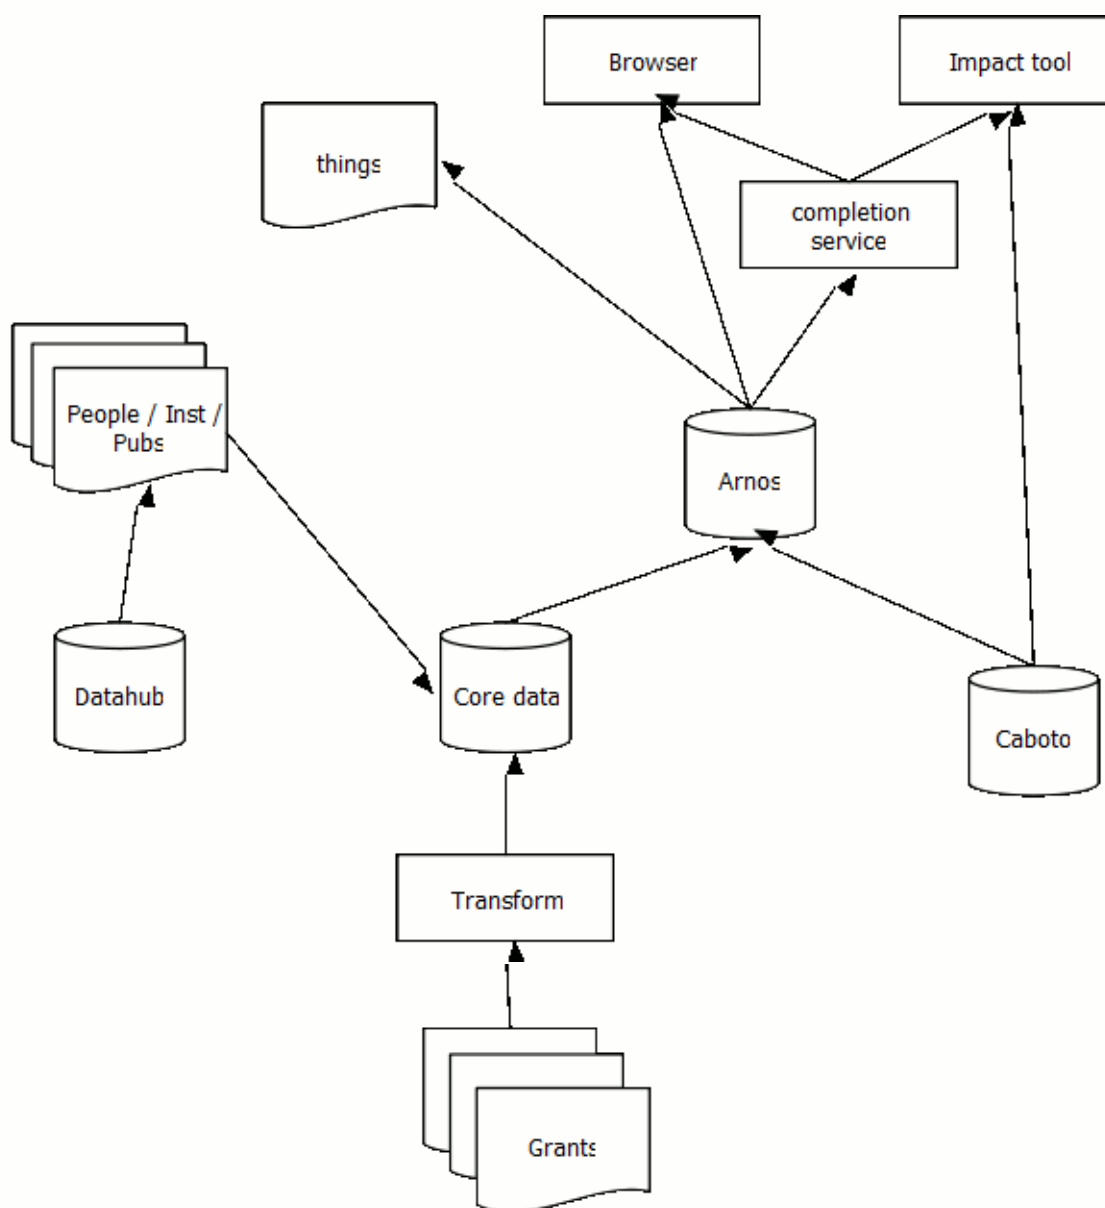 Browser
Impact tool
things
completion
service
People / Inst /
Pubs
Arnos
Datahub
Core data
Caboto
Transform
Grants